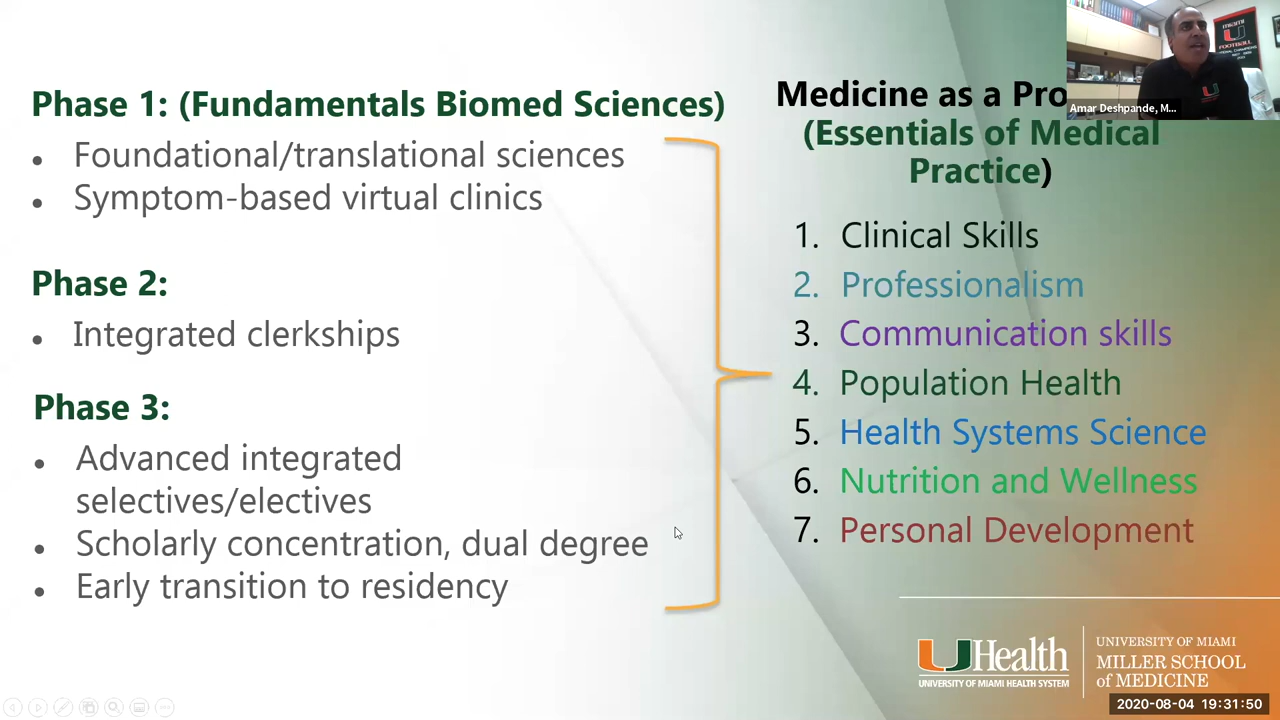 Phase 1: (Fundamentals Biomed Sciences)
• Foundational/translational sciences
• Symptom-based virtual clinics
Phase 2:
• Integrated clerkships
Phase 3:
• Advanced integrated
selectives/electives
• Scholarly concentration, dual degree
• Early transition to residency
Medicine as a Pro
(Essentials of Medical
Practice)
1. Clinical Skills
2. Professionalism
3. Communication skills
4. Population Health
5. Health Systems Science
6. Nutrition and Wellness
7. Personal Development
MIAMI
FOOTBALL
Amar Deshpande, M...
UHealth
UNIVERSITY OF MIAMI HEALTH SYSTEM
UNIVERSITY OF MIAMI
MILLER SCHOOL
of MEDICINE
2020-08-04 19:31:50